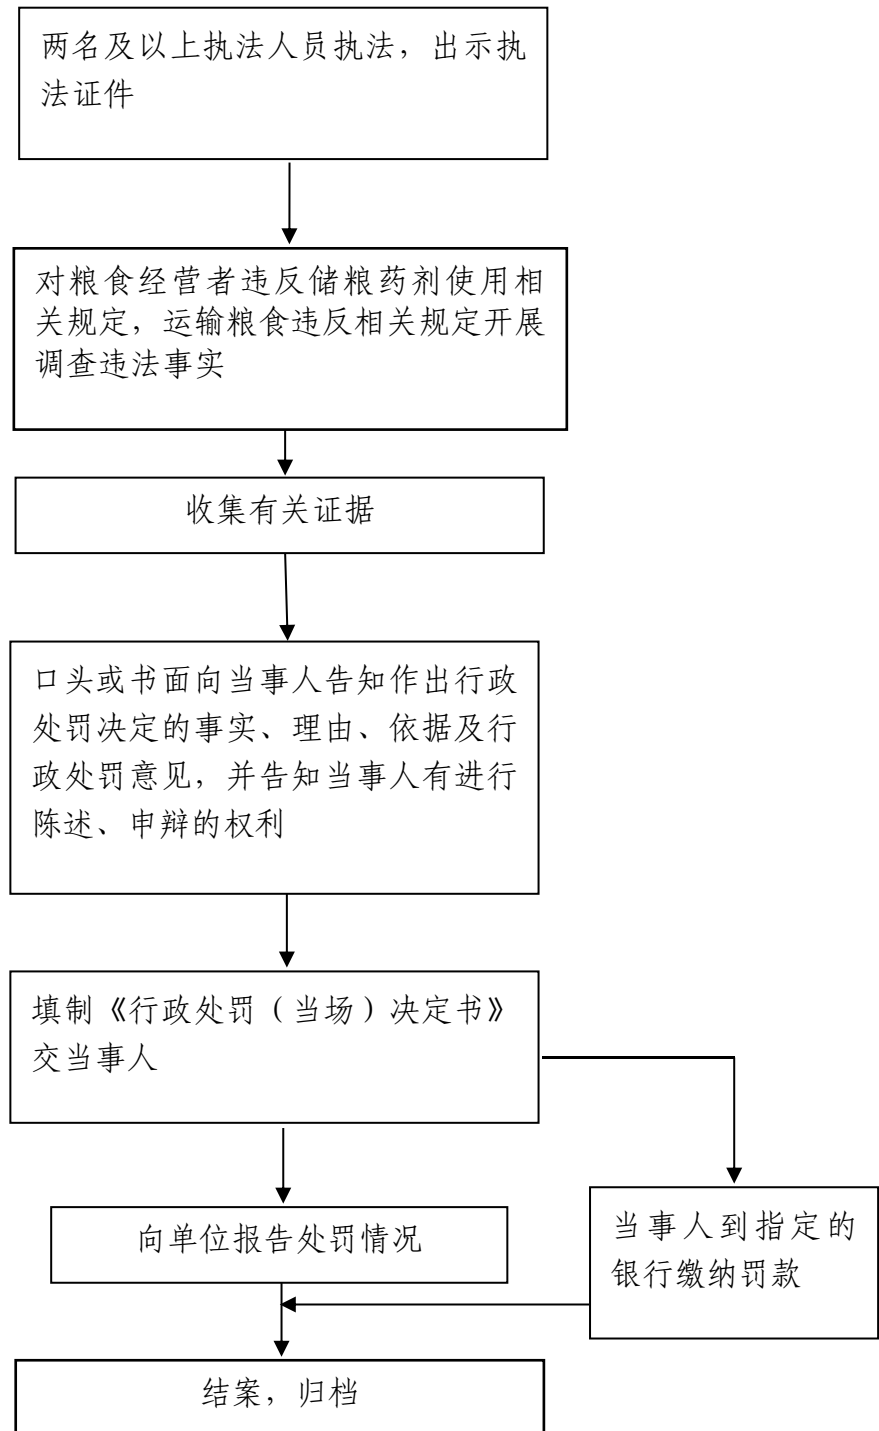 两名及以上执法人员执法，出示执
法证件
对粮食经营者违反储粮药剂使用相
关规定，运输粮食违反相关规定开展
调查违法事实
收集有关证据
口头或书面向当事人告知作出行政
处罚决定的事实、理由、依据及行
政处罚意见，并告知当事人有进行
陈述、申辩的权利
填制《行政处罚（当场）决定书》
交当事人
向单位报告处罚情况
当事人到指定的
银行缴纳罚款
结案，归档